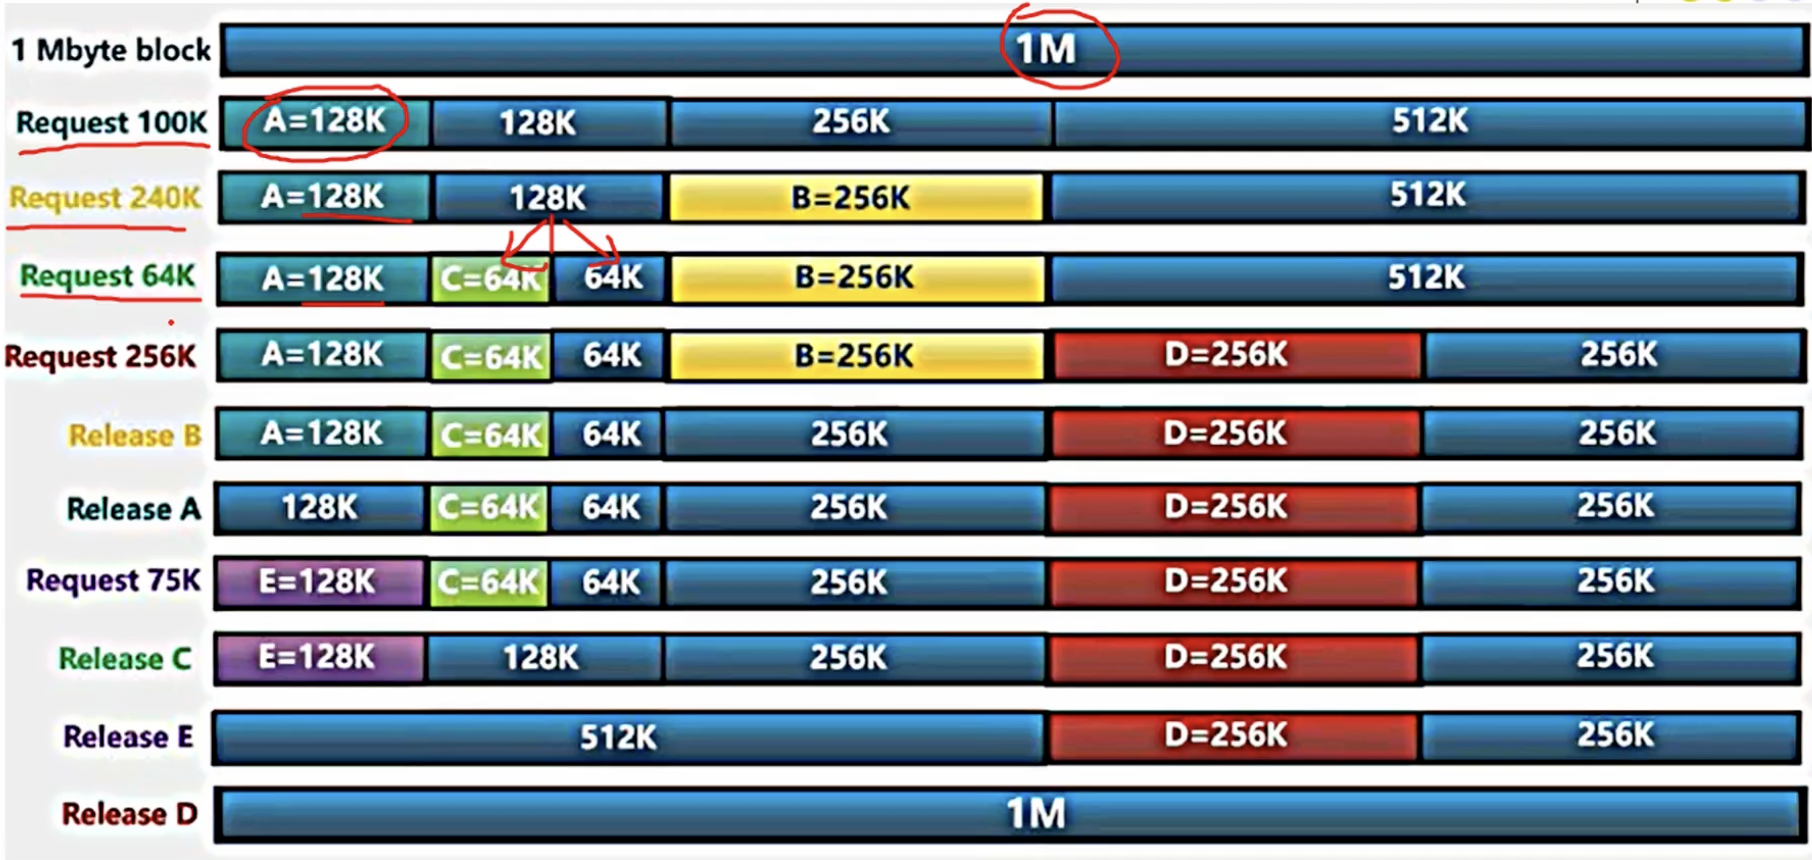 1 Mbyte block 1M
Request 100K A=128K 128K 256K 512K
Request 240K A=128K 128K B=256K 512K
Request 64K A=128K C=64K 64K B=256K 512K
Request 256K A=128K C=64K 64K B=256K D=256K 256K
Release B A=128K C=64K 64K 256K D=256K 256K
Release A 128K C=64K 64K 256K D=256K 256K
Request 75K E=128K C=64K 64K 256K D=256K 256K
Release C E=128K 128K 256K D=256K 256K
Release E 512K D=256K 256K
Release D 1M